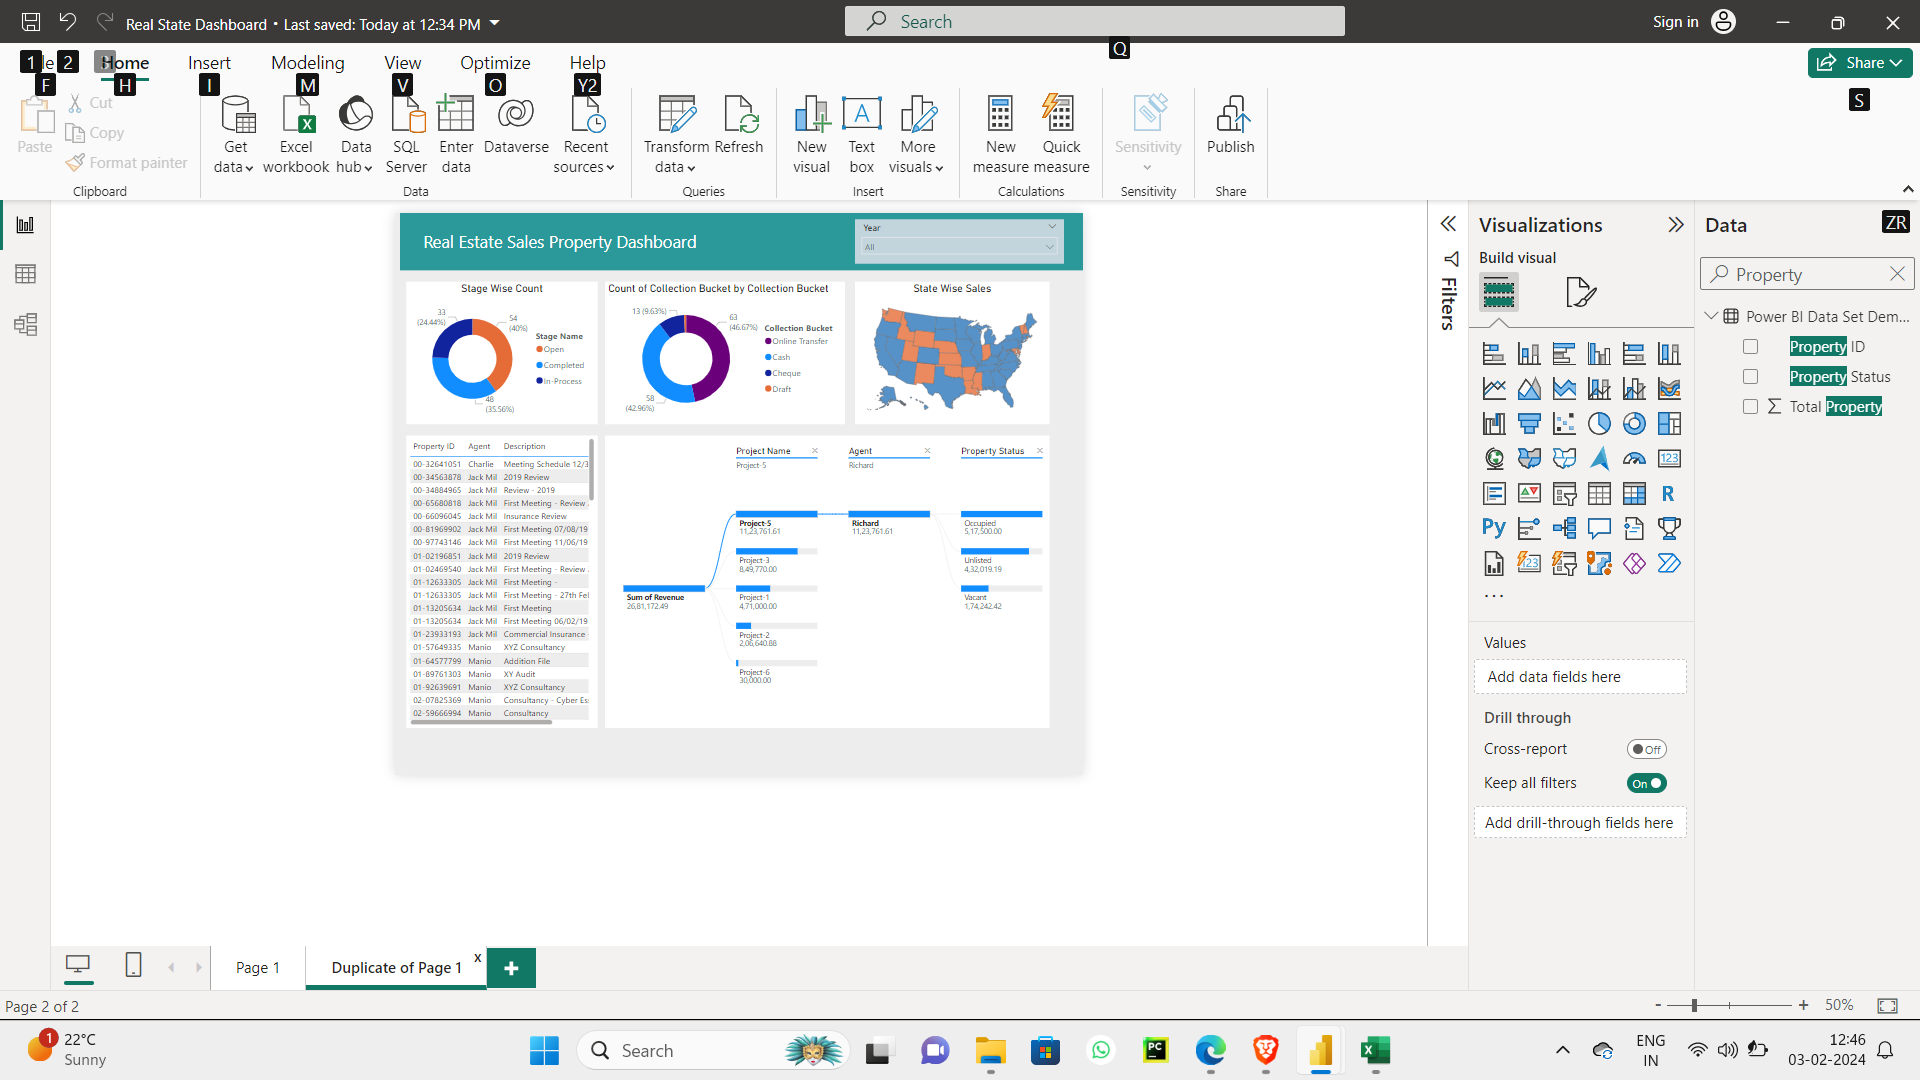 Real State Dashboard • Last saved: Today at 12:34 PM
Search
Sign in
1 le 2 S Home Insert Modeling View Optimize Help
Q
Share
F H I M V O Y2
S
Paste
Cut
Copy
Format painter
Clipboard
Get data
Excel workbook
Data hub
SQL Server
Enter data
Dataverse
Recent sources
Data
Transform data
Refresh
Queries
New visual
Text box
More visuals
Insert
New measure
Quick measure
Calculations
Sensitivity
Sensitivity
Publish
Share
Real Estate Sales Property Dashboard
Year
All
Stage Wise Count
33
(24.44%)
54
(40%)
48
(35.56%)
Stage Name
Open
Completed
In-Process
Count of Collection Bucket by Collection Bucket
13 (9.63%)
63
(46.67%)
58
(42.96%)
Collection Bucket
Online Transfer
Cash
Cheque
Draft
State Wise Sales
Property ID Agent Description
00-32641051 Charlie Meeting Schedule 12/3
00-34563878 Jack Mil 2019 Review
00-34884965 Jack Mil Review - 2019
00-65680818 Jack Mil First Meeting - Review
00-66096045 Jack Mil Insurance Review
00-81969902 Jack Mil First Meeting 07/08/19
00-97743146 Jack Mil First Meeting 11/06/19
01-02196851 Jack Mil 2019 Review
01-02469540 Jack Mil First Meeting - Review
01-12633305 Jack Mil First Meeting -
01-12633305 Jack Mil First Meeting - 27th Fel
01-13205634 Jack Mil First Meeting
01-13205634 Jack Mil First Meeting 06/02/19
01-23933193 Jack Mil Commercial Insurance
01-57649335 Manio XYZ Consultancy
01-64577799 Manio Addition File
01-89761303 Manio XY Audit
01-92639691 Manio XYZ Consultancy
02-07825369 Manio Consultancy - Cyber Es
02-59666994 Manio Consultancy
Project Name
Project-5
Agent
Richard
Property Status
Sum of Revenue
26,81,172.49
Project-5
11,23,761.61
Project-3
8,49,770.00
Project-1
4,71,000.00
Project-2
2,06,640.88
Project-6
30,000.00
Richard
11,23,761.61
Occupied
5,17,500.00
Unlisted
4,32,019.19
Vacant
1,74,242.42
Filters
Visualizations
Build visual
123
R
Py
123
...
Values
Add data fields here
Drill through
Cross-report Off
Keep all filters On
Add drill-through fields here
Data
ZR
Property
Power BI Data Set Dem...
Property ID
Property Status
Σ Total Property
Page 1
Duplicate of Page 1 x
+
Page 2 of 2
- + 50%
1
22°C
Sunny
Search
PC
ENG
IN
12:46
03-02-2024